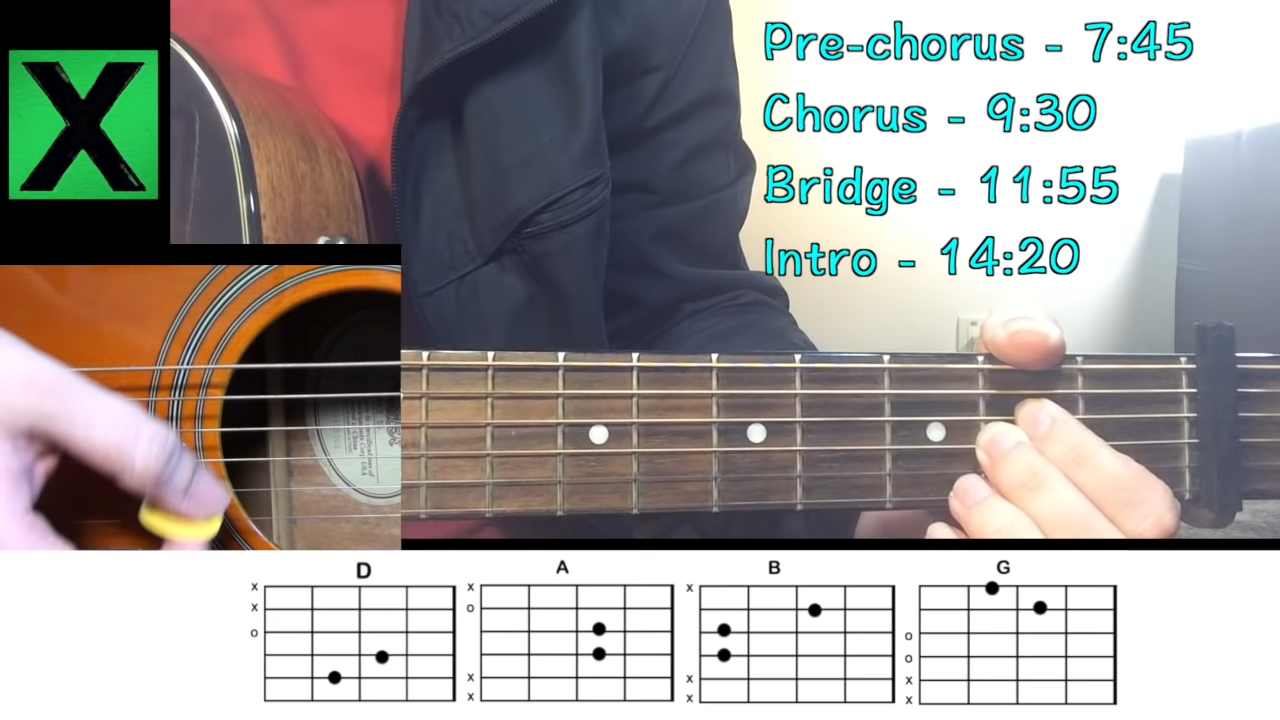 X
Pre-chorus - 7:45
Chorus - 9:30
Bridge - 11:55
Intro - 14:20
D
A
B
G
x
x
o
x
o
x
x
x
x
x
o
o
x
x